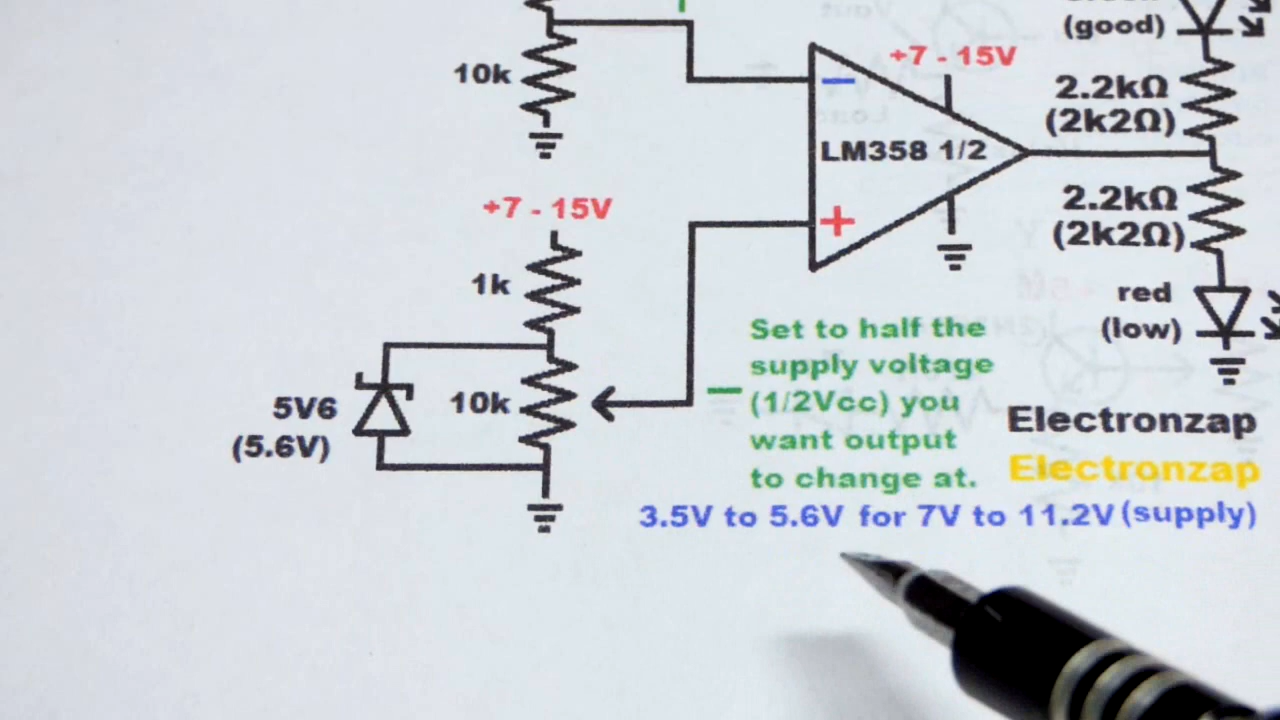 (good)
10k
+7 - 15V
2.2kΩ
(2k2Ω)
LM358 1/2
+7 - 15V
2.2kΩ
(2k2Ω)
1k
red
(low)
Set to half the
supply voltage
(1/2Vcc) you
want output
to change at.
5V6
(5.6V)
10k
Electronzap
Electronzap
3.5V to 5.6V for 7V to 11.2V (supply)